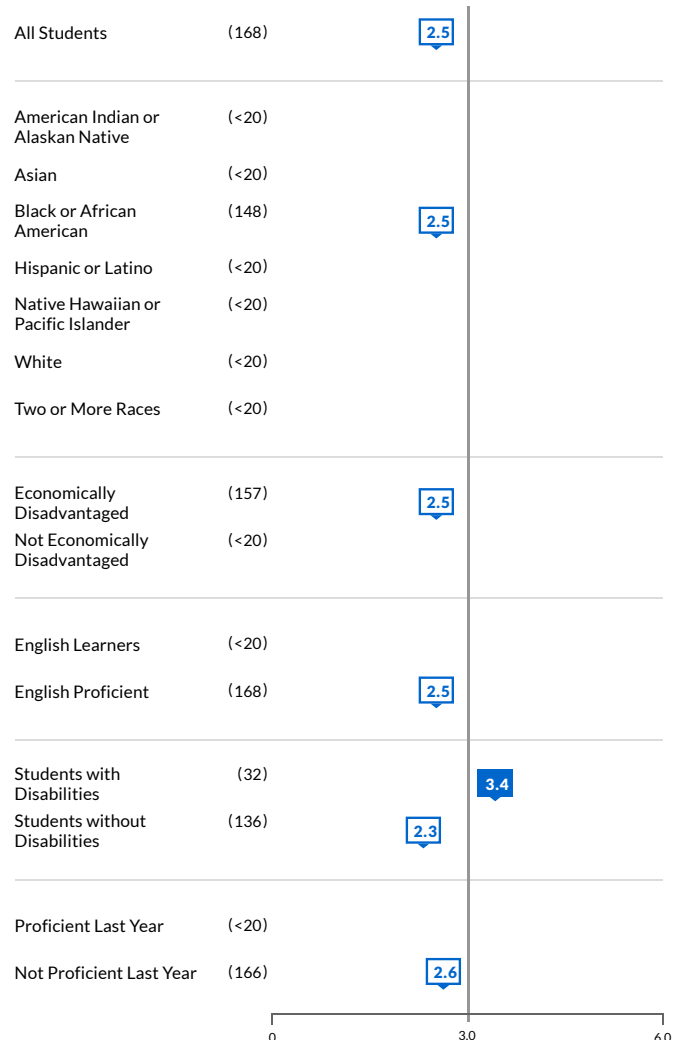 All Students (168) 2.5
American Indian or (<20)
Alaskan Native
Asian (<20)
Black or African (148) 2.5
American
Hispanic or Latino (<20)
Native Hawaiian or (<20)
Pacific Islander
White (<20)
Two or More Races (<20)
Economically (157) 2.5
Disadvantaged
Not Economically (<20)
Disadvantaged
English Learners (<20)
English Proficient (168) 2.5
Students with (32) 3.4
Disabilities
Students without (136) 2.3
Disabilities
Proficient Last Year (<20)
Not Proficient Last Year (166) 2.6
0 3.0 6.0